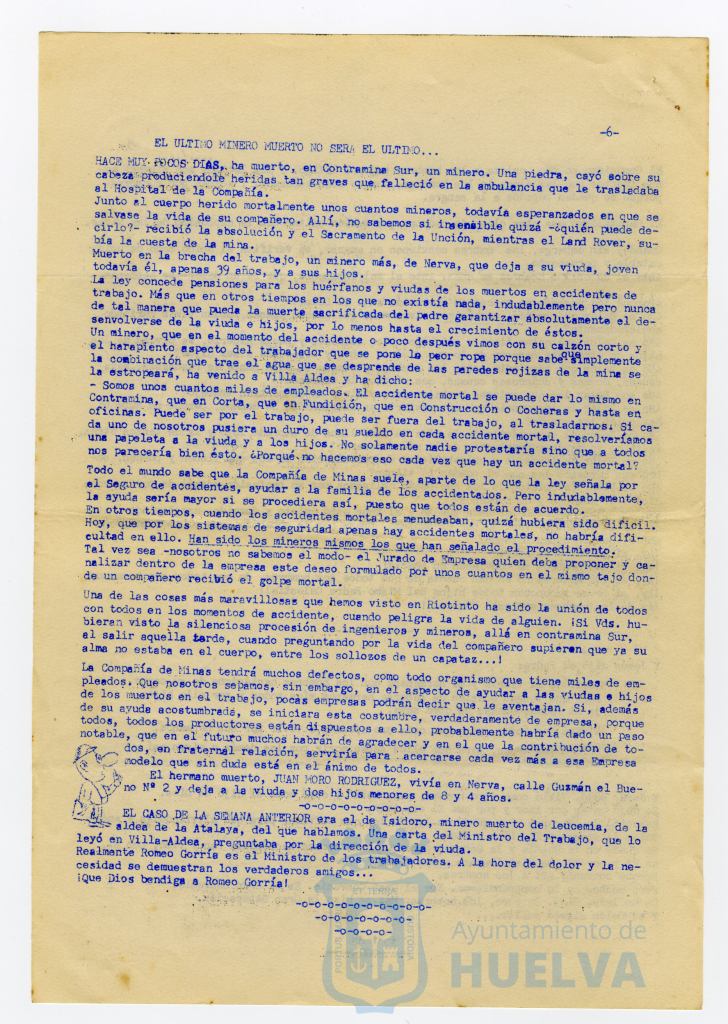 -6-
EL ULTIMO MINERO MUERTO NO SERA EL ULTIMO...
HACE MUY POCOS DIAS, ha muerto, en Contramina Sur, un minero. Una piedra, cayó sobre su
cabeza produciendole heridas tan graves que falleció en la ambulancia que le trasladaba
al Hospital de la Compañía.
Junto al cuerpo herido mortalmente unos cuantos mineros, todavía esperanzados en que se
salvase la vida de su compañero. Allí, no sabemos si insensible quizá -¿quién puede de-
cirlo?- recibió la absolución y el Sacramento de la Unción, mientras el Land Rover, su-
bía la cuesta de la mina.
Muerto en la brecha del trabajo, un minero más, de Nerva, que deja a su viuda, joven
todavía él, apenas 39 años, y a sus hijos.
La ley concede pensiones para los huérfanos y viudas de los muertos en accidentes de
trabajo. Más que en otros tiempos en los que no existía nada, indudablemente pero nunca
de tal manera que pueda la muerte sacrificada del padre garantizar absolutamente el de-
senvolverse de la viuda e hijos, por lo menos hasta el crecimiento de éstos.
Un minero, que en el momento del accidente o poco después vimos con su calzón corto y
el harapiento aspecto del trabajador que se pone la peor ropa porque sabe que simplemente
la combinación que trae el agua que se desprende de las paredes rojizas de la mina se
la estropeará, ha venido a Villa Aldea y ha dicho:
- Somos unos cuantos miles de empleados. El accidente mortal se puede dar lo mismo en
Contramina, que en Corta, que en Fundición, que en Construcción o Cocheras y hasta en
oficinas. Puede ser por el trabajo, puede ser fuera del trabajo, al trasladarnos. Si ca-
da uno de nosotros pusiera un duro de su sueldo en cada accidente mortal, resolveríamos
una papeleta a la viuda y a los hijos. No solamente nadie protestaría sino que a todos
nos parecería bien ésto. ¿Porqué no hacemos eso cada vez que hay un accidente mortal?
Todo el mundo sabe que la Compañía de Minas suele, aparte de lo que la ley señala por
el Seguro de accidentes, ayudar a la familia de los accidentados. Pero indudablemente,
la ayuda sería mayor si se procediera así, puesto que todos están de acuerdo.
En otros tiempos, cuando los accidentes mortales menudeaban, quizá hubiera sido dificil.
Hoy, que por los sistemas de seguridad apenas hay accidentes mortales, no habría difi-
cultad en ello. Han sido los mineros mismos los que han señalado el procedimiento.
Tal vez sea -nosotros no sabemos el modo- el Jurado de Empresa quien deba proponer y ca-
nalizar dentro de la empresa este deseo formulado por unos cuantos en el mismo tajo don-
de un compañero recibió el golpe mortal.
Una de las cosas más maravillosas que hemos visto en Riotinto ha sido la unión de todos
con todos en los momentos de accidente, cuando peligra la vida de alguien. ¡Si Vds. hu-
bieran visto la silenciosa procesión de ingenieros y mineros, allá en contramina Sur,
al salir aquella tarde, cuando preguntando por la vida del compañero supieron que ya su
alma no estaba en el cuerpo, entre los sollozos de un capataz...!
La Compañía de Minas tendrá muchos defectos, como todo organismo que tiene miles de em-
pleados. Que nosotros sepamos, sin embargo, en el aspecto de ayudar a las viudas e hijos
de los muertos en el trabajo, pocas empresas podrán decir que le aventajan. Si, además
de su ayuda acostumbrada, se iniciara esta costumbre, verdaderamente de empresa, porque
todos, todos los productores están dispuestos a ello, probablemente habría dado un paso
notable, que en el futuro muchos habrán de agradecer y en el que la contribución de to-
dos, en fraternal relación, serviría para acercarse cada vez más a esa Empresa
modelo que sin duda está en el ánimo de todos.
El hermano muerto, JUAN MORO RODRIGUEZ, vivía en Nerva, calle Guzmán el Bue-
no Nº 2 y deja a la viuda y dos hijos menores de 8 y 4 años.
-o-o-o-o-o-o-o-o-o-
EL CASO DE LA SEMANA ANTERIOR era el de Isidoro, minero muerto de leucemia, de la
aldea de la Atalaya, del que hablamos. Una carta del Ministro del Trabajo, que lo
leyó en Villa-Aldea, preguntaba por la dirección de la viuda.
Realmente Romeo Gorría es el Ministro de los trabajadores. A la hora del dolor y la ne-
cesidad se demuestran los verdaderos amigos...
¡Que Dios bendiga a Romeo Gorría!
-o-o-o-o-o-o-o-o-o-o-
-o-o-o-o-o-o-o-
-o-o-o-o-
Ayuntamiento de
HUELVA